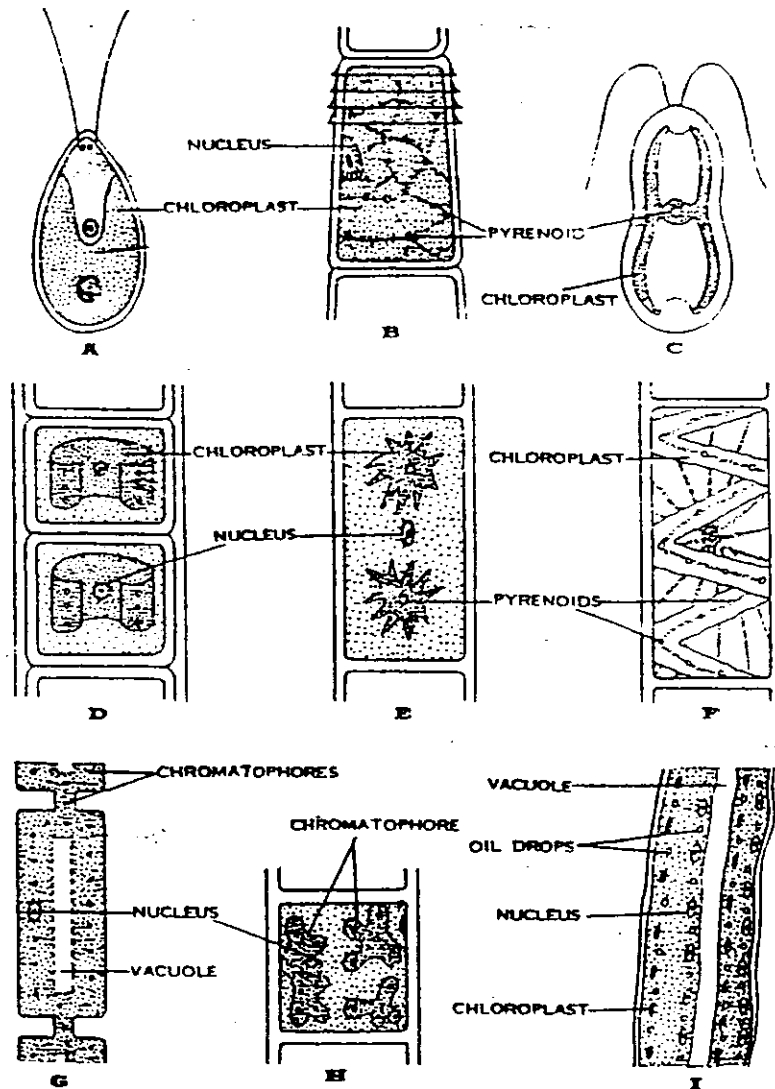 NUCLEUS
CHLOROPLAST
PYRENOID
CHLOROPLAST
A
B
C
CHLOROPLAST
CHLOROPLAST
NUCLEUS
PYRENOIDS
D
E
F
CHROMATOPHORES
VACUOLE
CHROMATOPHORE
OIL DROPS
NUCLEUS
NUCLEUS
VACUOLE
CHLOROPLAST
G
H
I